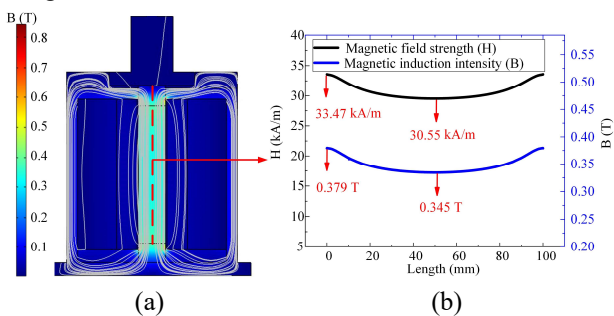 B (T)
0.8
0.7
0.6
0.5
0.4
0.3
0.2
0.1
(a)
Magnetic field strength (H)
Magnetic induction intensity (B)
33.47 kA/m
30.55 kA/m
0.379 T
0.345 T
H (kA/m)
40
35
30
25
20
15
10
5
0 20 40 60 80 100
Length (mm)
B (T)
0.55
0.50
0.45
0.40
0.35
0.30
0.25
0.20
(b)